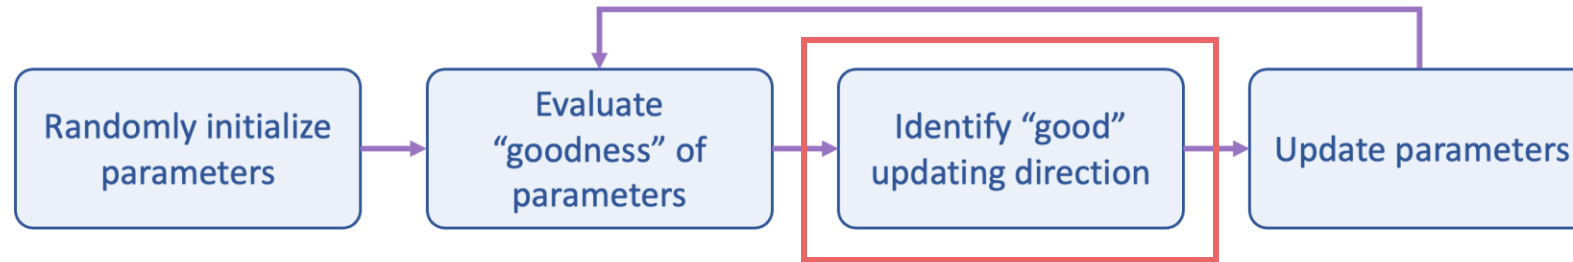 Randomly initialize
parameters
Evaluate
“goodness” of
parameters
Identify “good”
updating direction
Update parameters